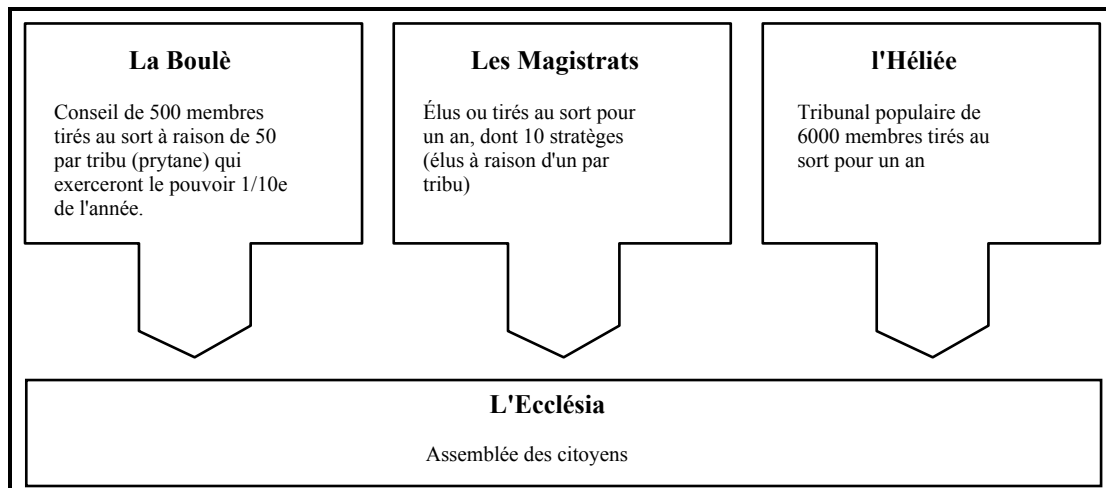 La Boulè
Conseil de 500 membres
tirés au sort à raison de 50
par tribu (prytane) qui
exerceront le pouvoir 1/10e
de l'année.
Les Magistrats
Élus ou tirés au sort pour
un an, dont 10 stratèges
(élus à raison d'un par
tribu)
l'Héliée
Tribunal populaire de
6000 membres tirés au
sort pour un an
L'Ecclésia
Assemblée des citoyens